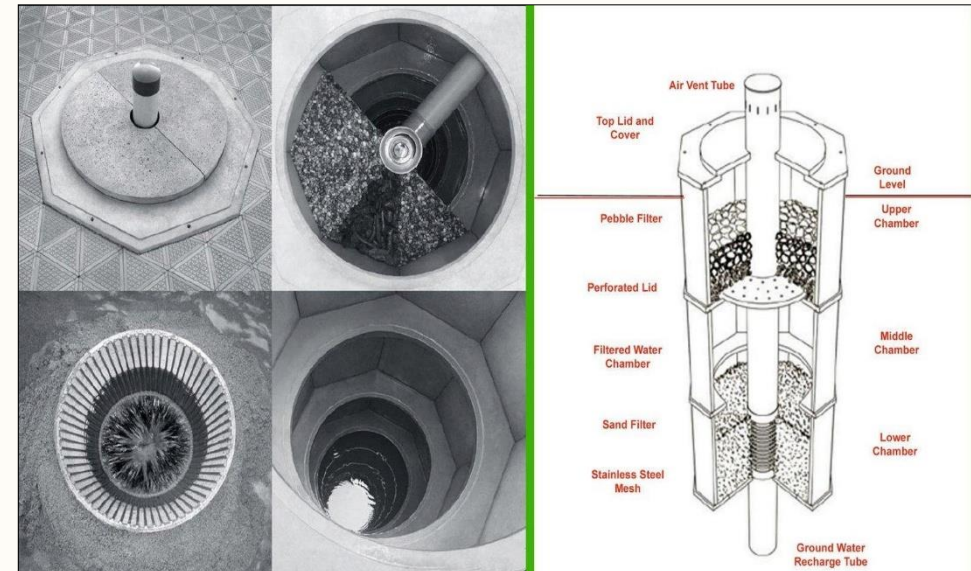 Air Vent Tube
Top Lid and
Cover
Ground
Level
Pebble Filter
Upper
Chamber
Perforated Lid
Filtered Water
Chamber
Middle
Chamber
Sand Filter
Lower
Chamber
Stainless Steel
Mesh
Ground Water
Recharge Tube